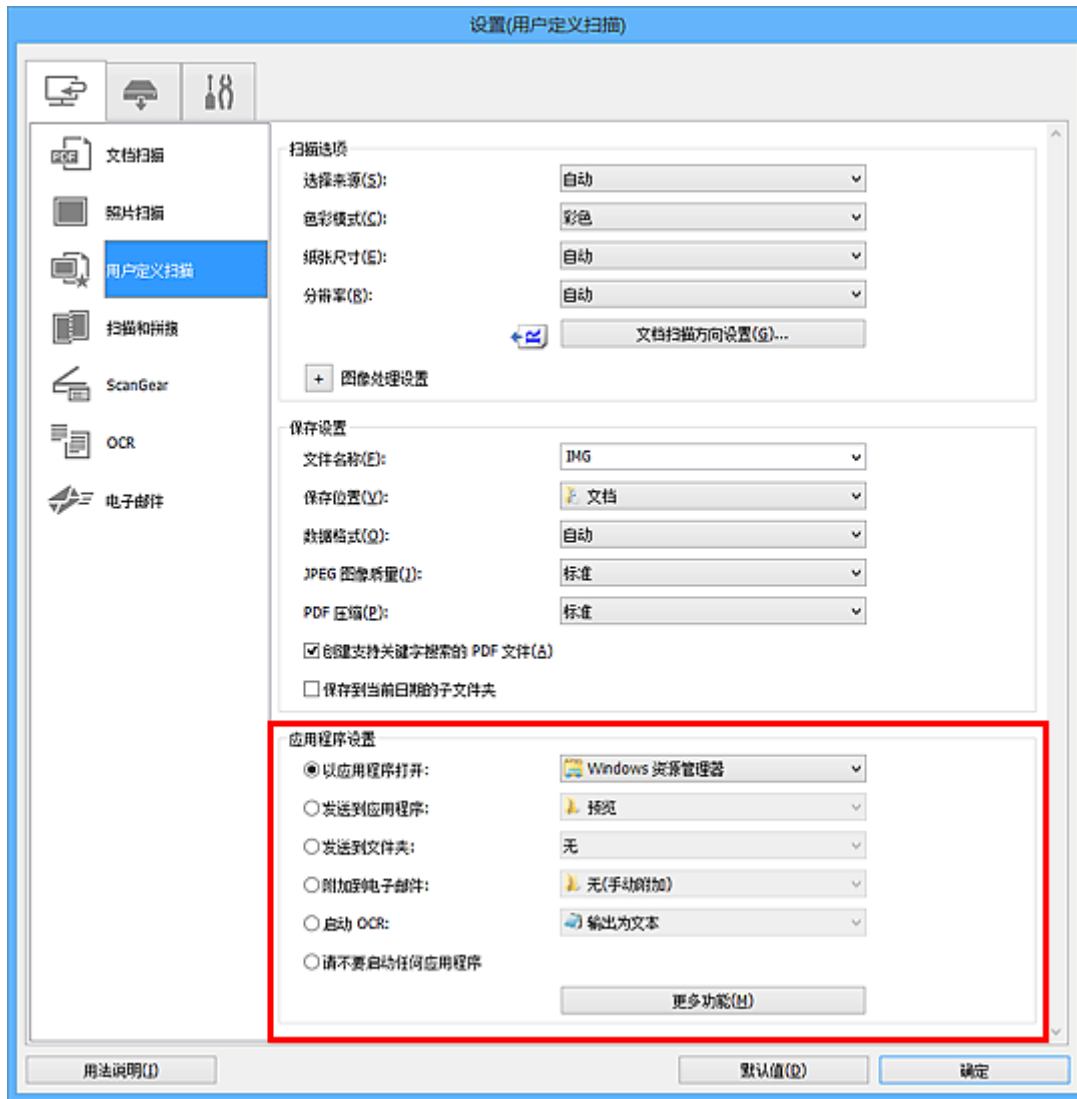 设置(用户定义扫描)
文档扫描
照片扫描
用户定义扫描
扫描和拼接
ScanGear
OCR
电子邮件
扫描选项
选择来源(S): 自动
色彩模式(C): 彩色
纸张尺寸(E): 自动
分辨率(R): 自动
文档扫描方向设置(G)...
+ 图像处理设置
保存设置
文件名称(F): IMG
保存位置(V): 文档
数据格式(O): 自动
JPEG 图像质量(J): 标准
PDF 压缩(P): 标准
创建支持关键字搜索的 PDF 文件(A)
保存到当前日期的子文件夹
应用程序设置
以应用程序打开: Windows 资源管理器
发送到应用程序: 预览
发送到文件夹: 无
附加到电子邮件: 无(手动附加)
启动 OCR: 输出为文本
请不要启动任何应用程序
更多功能(M)
用法说明(I) 默认值(D) 确定